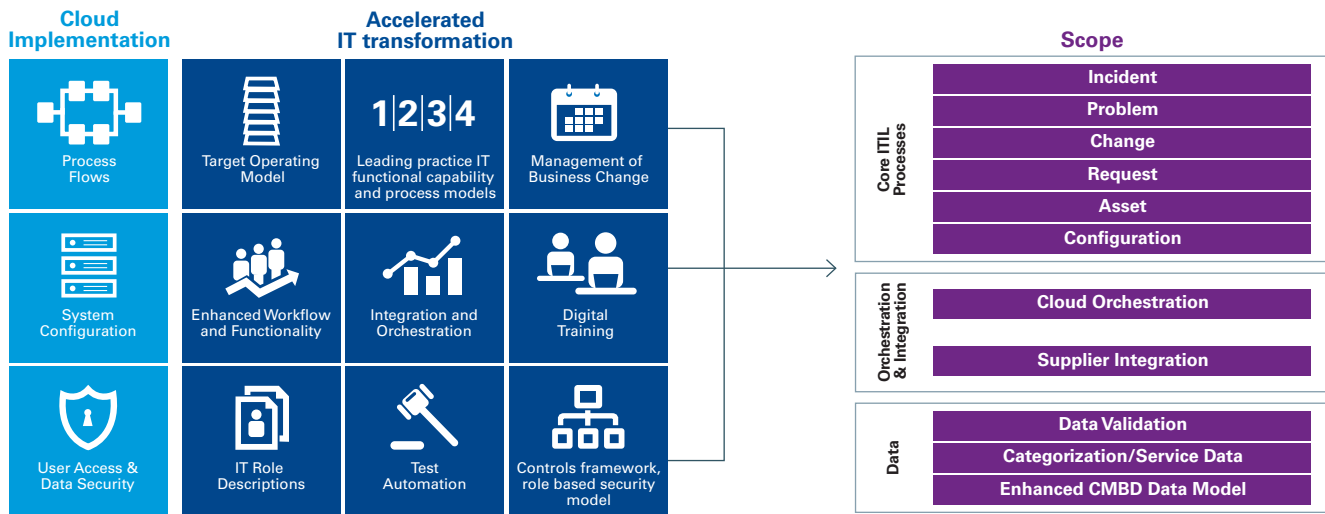 Cloud
Implementation
Accelerated
IT transformation
Scope
Process
Flows
Target Operating
Model
1|2|3|4
Leading practice IT
functional capability
and process models
Management of
Business Change
System
Configuration
Enhanced Workflow
and Functionality
Integration and
Orchestration
Digital
Training
User Access &
Data Security
IT Role
Descriptions
Test
Automation
Controls framework,
role based security
model
Core ITIL
Processes
Incident
Problem
Change
Request
Asset
Configuration
Orchestration
& Integration
Cloud Orchestration
Supplier Integration
Data
Data Validation
Categorization/Service Data
Enhanced CMBD Data Model